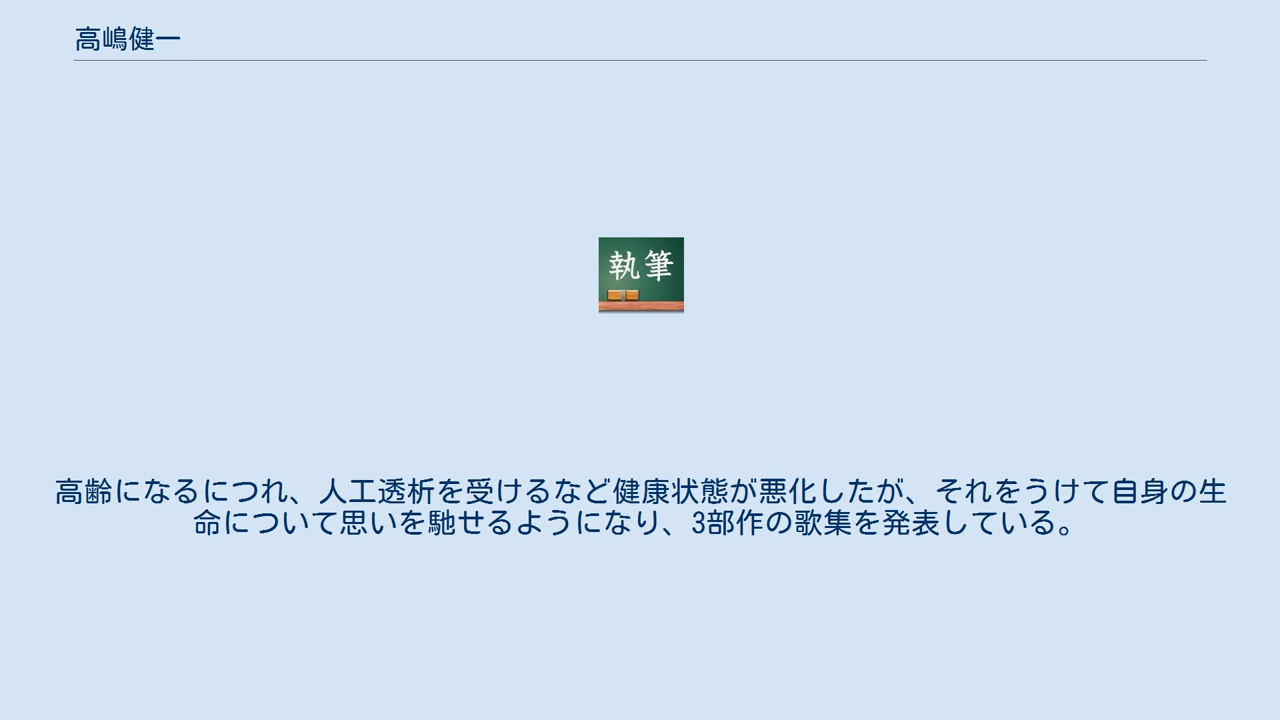 高嶋健一
執筆
高齢になるにつれ、人工透析を受けるなど健康状態が悪化したが、それをうけて自身の生
命について思いを馳せるようになり、3部作の歌集を発表している。